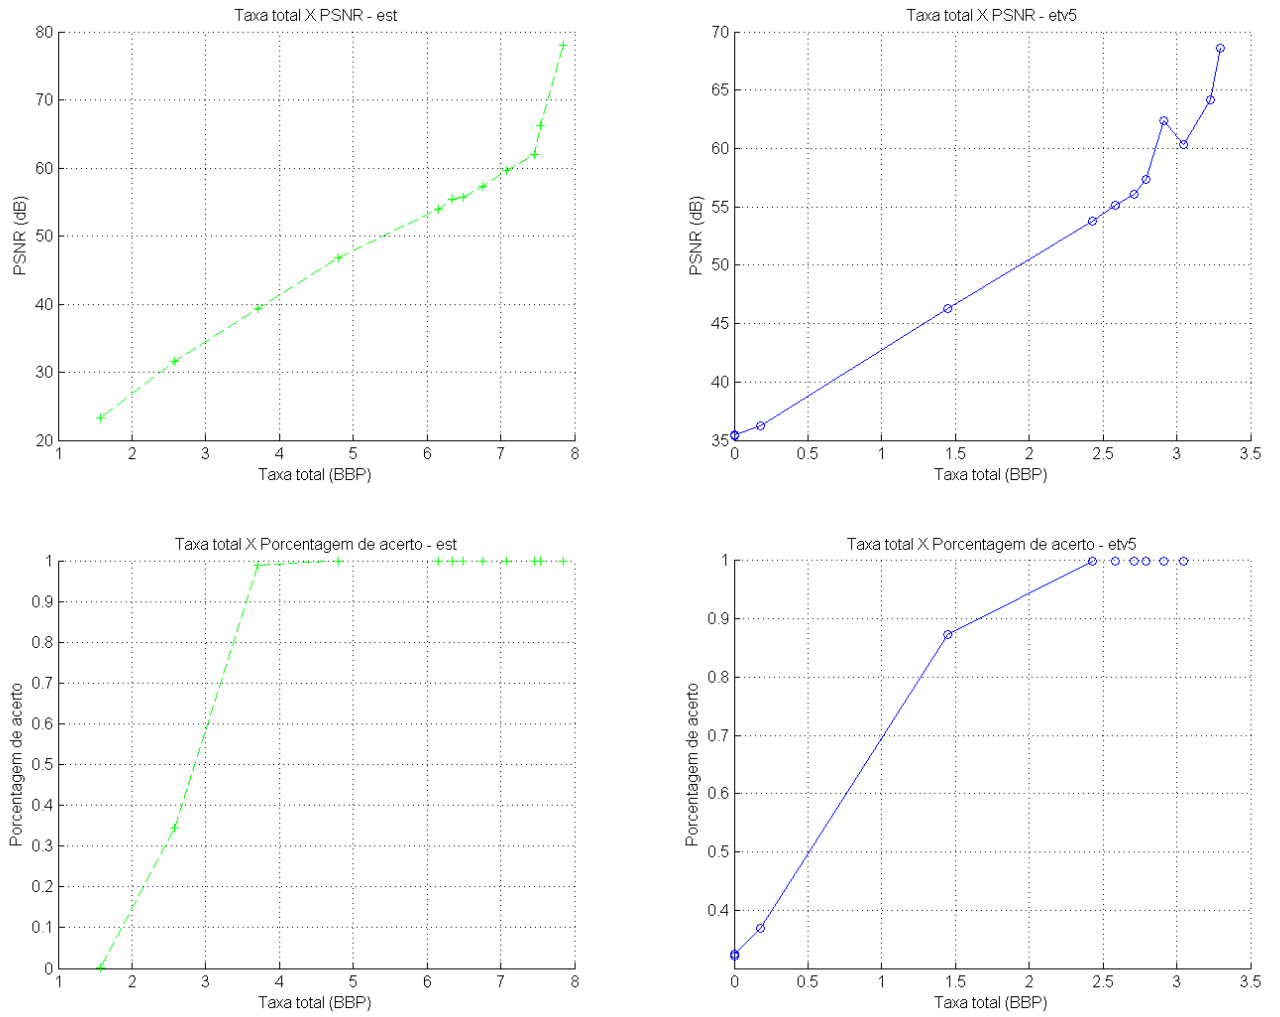 Taxa total X PSNR - est
80
70
60
50
40
30
20
PSNR (dB)
1 2 3 4 5 6 7 8
Taxa total (BBP)
Taxa total X PSNR - etv5
70
65
60
55
50
45
40
35
PSNR (dB)
0 0.5 1 1.5 2 2.5 3 3.5
Taxa total (BBP)
Taxa total X Porcentagem de acerto - est
1
0.9
0.8
0.7
0.6
0.5
0.4
0.3
0.2
0.1
0
Porcentagem de acerto
1 2 3 4 5 6 7 8
Taxa total (BBP)
Taxa total X Porcentagem de acerto - etv5
1
0.9
0.8
0.7
0.6
0.5
0.4
Porcentagem de acerto
0 0.5 1 1.5 2 2.5 3 3.5
Taxa total (BBP)